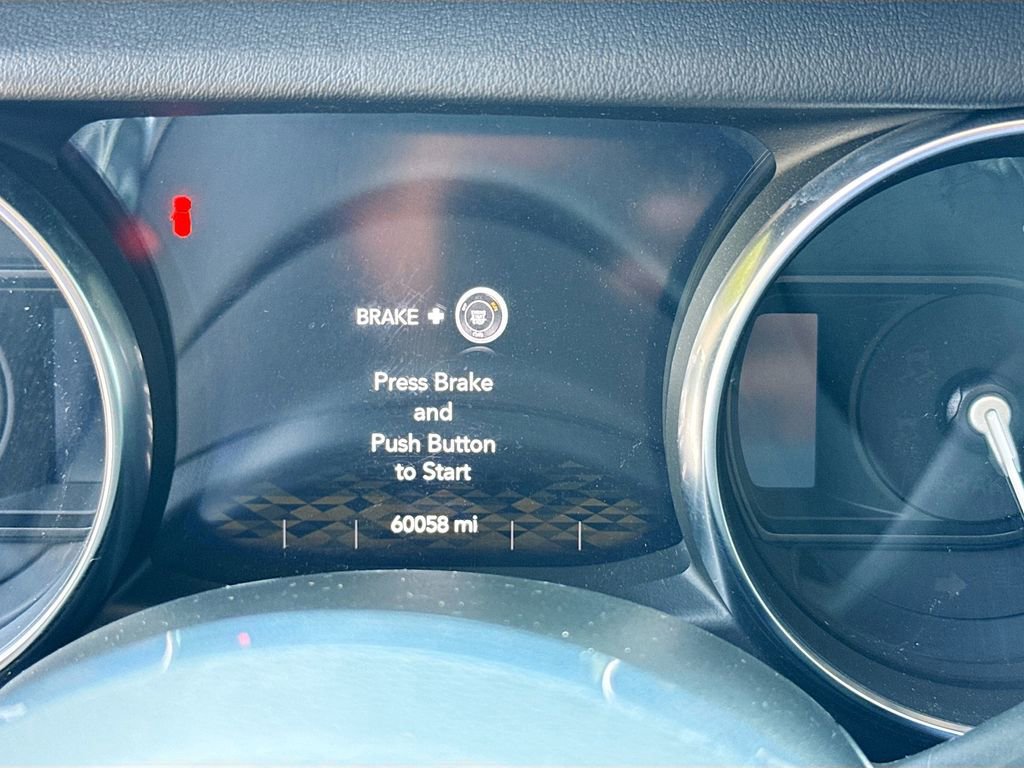 BRAKE +
Press Brake
and
Push Button
to Start
60058 mi